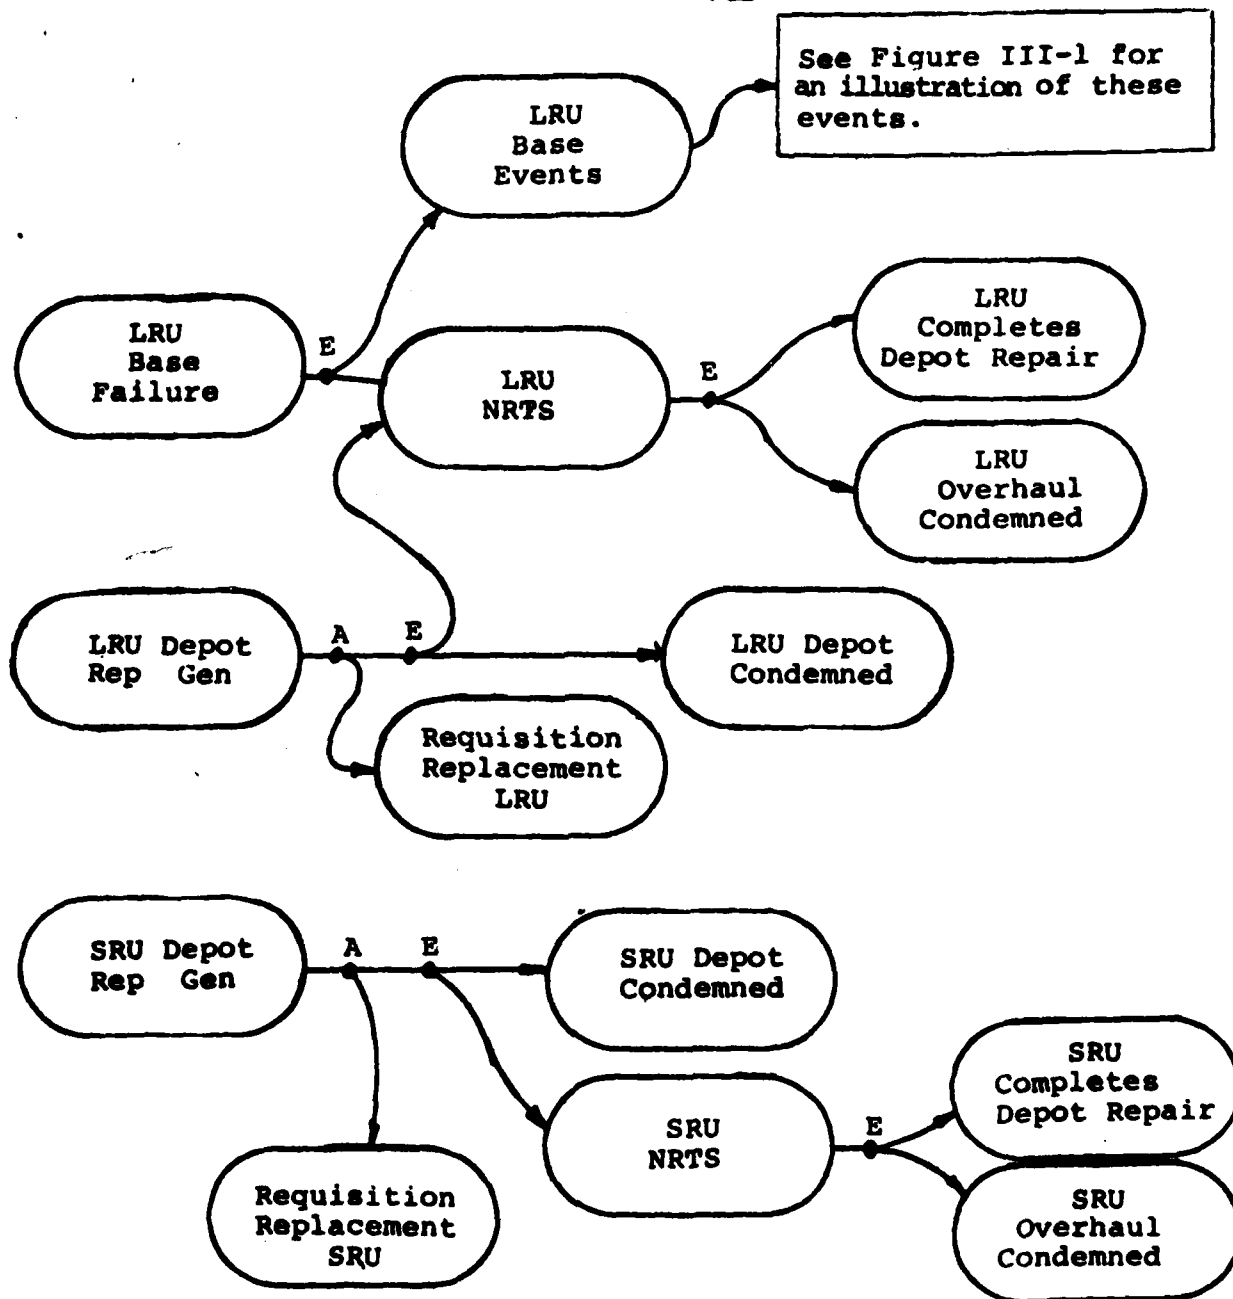 See Figure III-1 for
an illustration of these
events.
LRU
Base
Events
LRU
Base
Failure
E
LRU
NRTS
E
LRU
Completes
Depot Repair
LRU
Overhaul
Condemned
LRU Depot
Rep Gen
A
E
LRU Depot
Condemned
Requisition
Replacement
LRU
SRU Depot
Rep Gen
A
E
SRU Depot
Condemned
SRU
NRTS
E
SRU
Completes
Depot Repair
Requisition
Replacement
SRU
SRU
Overhaul
Condemned